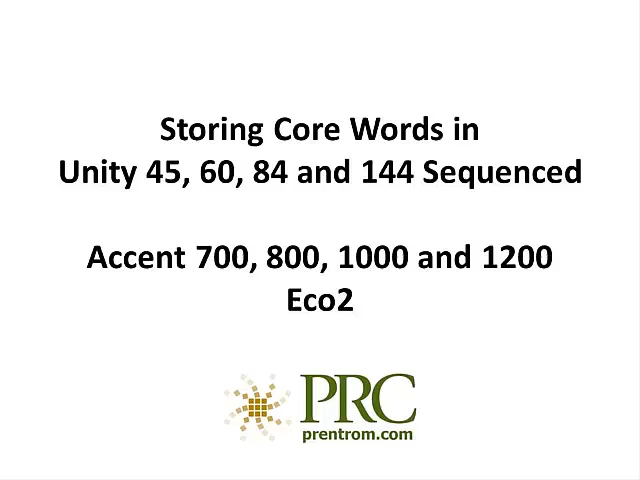 Storing Core Words in
Unity 45, 60, 84 and 144 Sequenced
Accent 700, 800, 1000 and 1200
Eco2
PRC
prentrom.com